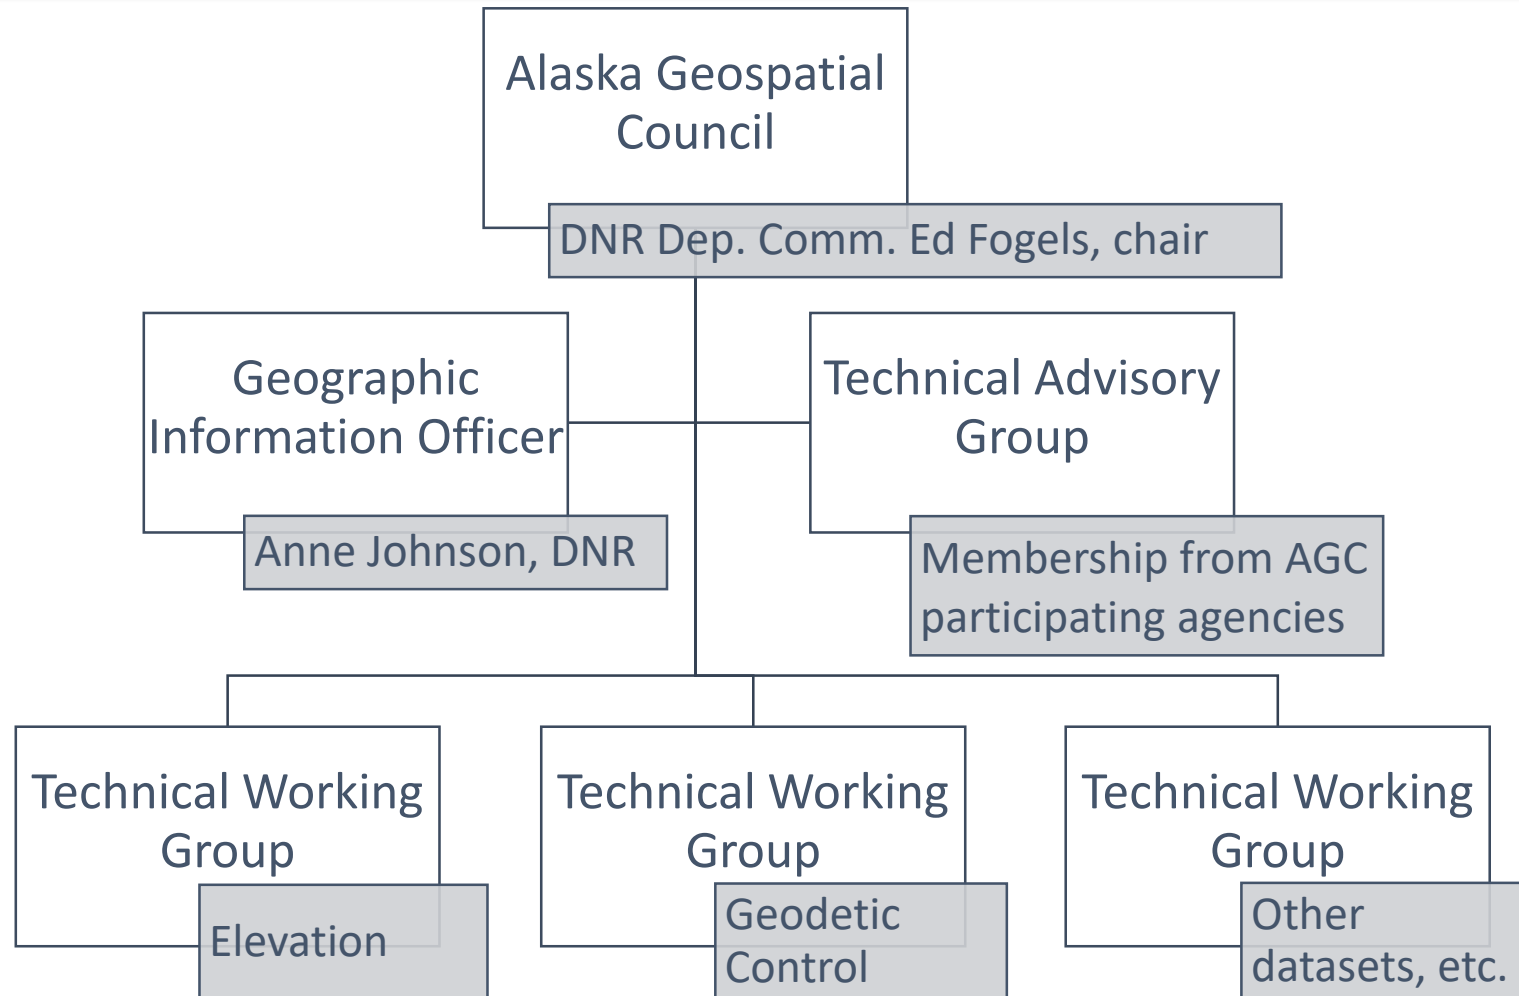 Alaska Geospatial
Council
DNR Dep. Comm. Ed Fogels, chair
Geographic
Information Officer
Anne Johnson, DNR
Technical Advisory
Group
Membership from AGC
participating agencies
Technical Working
Group
Elevation
Technical Working
Group
Geodetic
Control
Technical Working
Group
Other
datasets, etc.